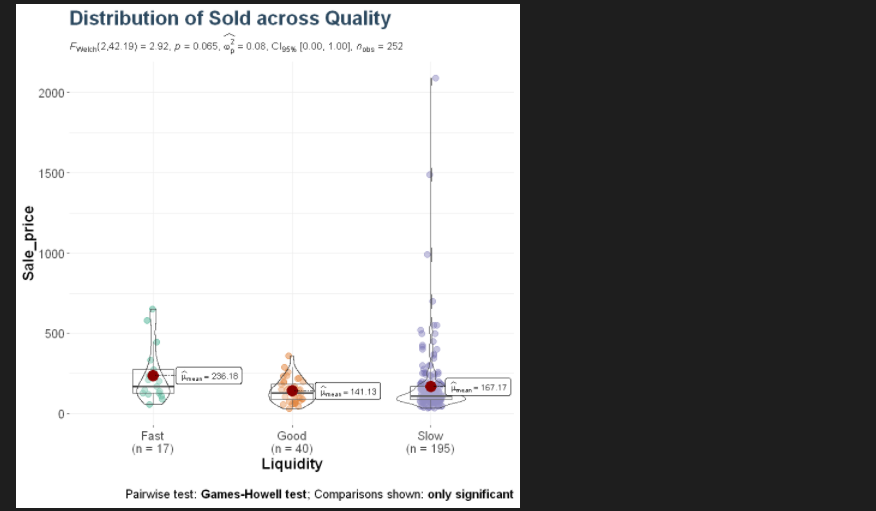 Distribution of Sold across Quality
F Welch(2,42.19) = 2.92, p = 0.065, ω̂²p = 0.08, CI95% [0.00, 1.00], nobs = 252
Sale_price
2000
1500
1000
500
0
μ̂mean = 236.18
μ̂mean = 141.13
μ̂mean = 167.17
Fast
(n = 17)
Good
(n = 40)
Slow
(n = 195)
Liquidity
Pairwise test: Games-Howell test; Comparisons shown: only significant